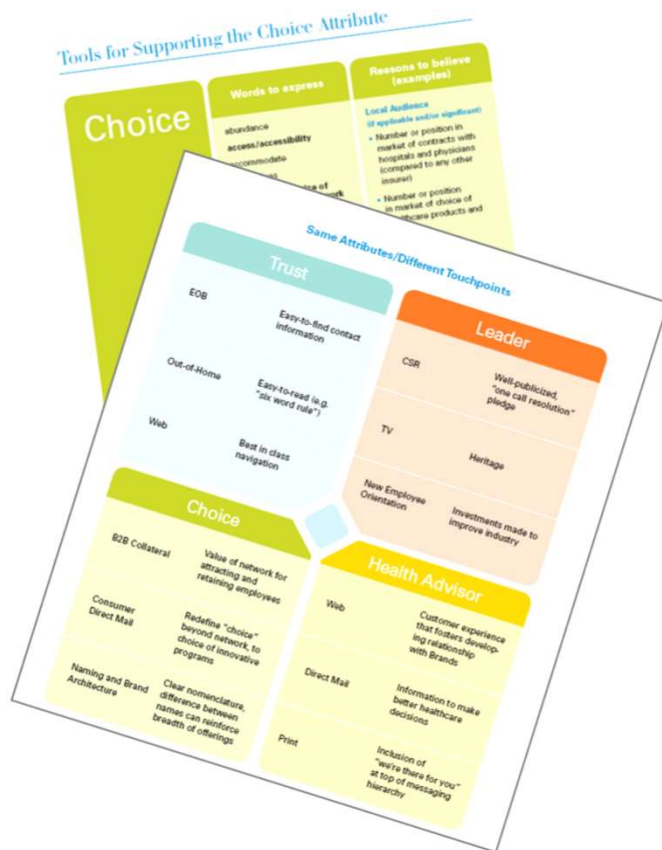 Tools for Supporting the Choice Attribute
Choice
Words to express
abundance
access/accessibility
accommodate
Reasons to believe
(examples)
Local Audience
(if applicable and/or significant)
• Number or position in
market of contracts with
hospitals and physicians
(compared to any other
insurer)
• Number or position
in market of choice of
products and
Same Attributes/Different Touchpoints
Trust
EOB
Easy-to-find contact
information
Out-of-Home
Easy-to-read (e.g.
"six word rule")
Web
Best in class
navigation
Leader
CSR
Well-publicized,
"one call resolution"
pledge
TV
Heritage
New Employee
Orientation
Investments made to
improve industry
Choice
B2B Collateral
Value of network for
attracting and
retaining employees
Consumer
Direct Mail
Redefine "choice"
beyond network, to
choice of innovative
programs
Naming and Brand
Architecture
Clear nomenclature,
difference between
names can reinforce
breadth of offerings
Health Advisor
Web
Customer experience
that fosters develop-
ing relationship
with Brands
Direct Mail
Information to make
better healthcare
decisions
Print
Inclusion of
"we're there for you"
at top of messaging
hierarchy